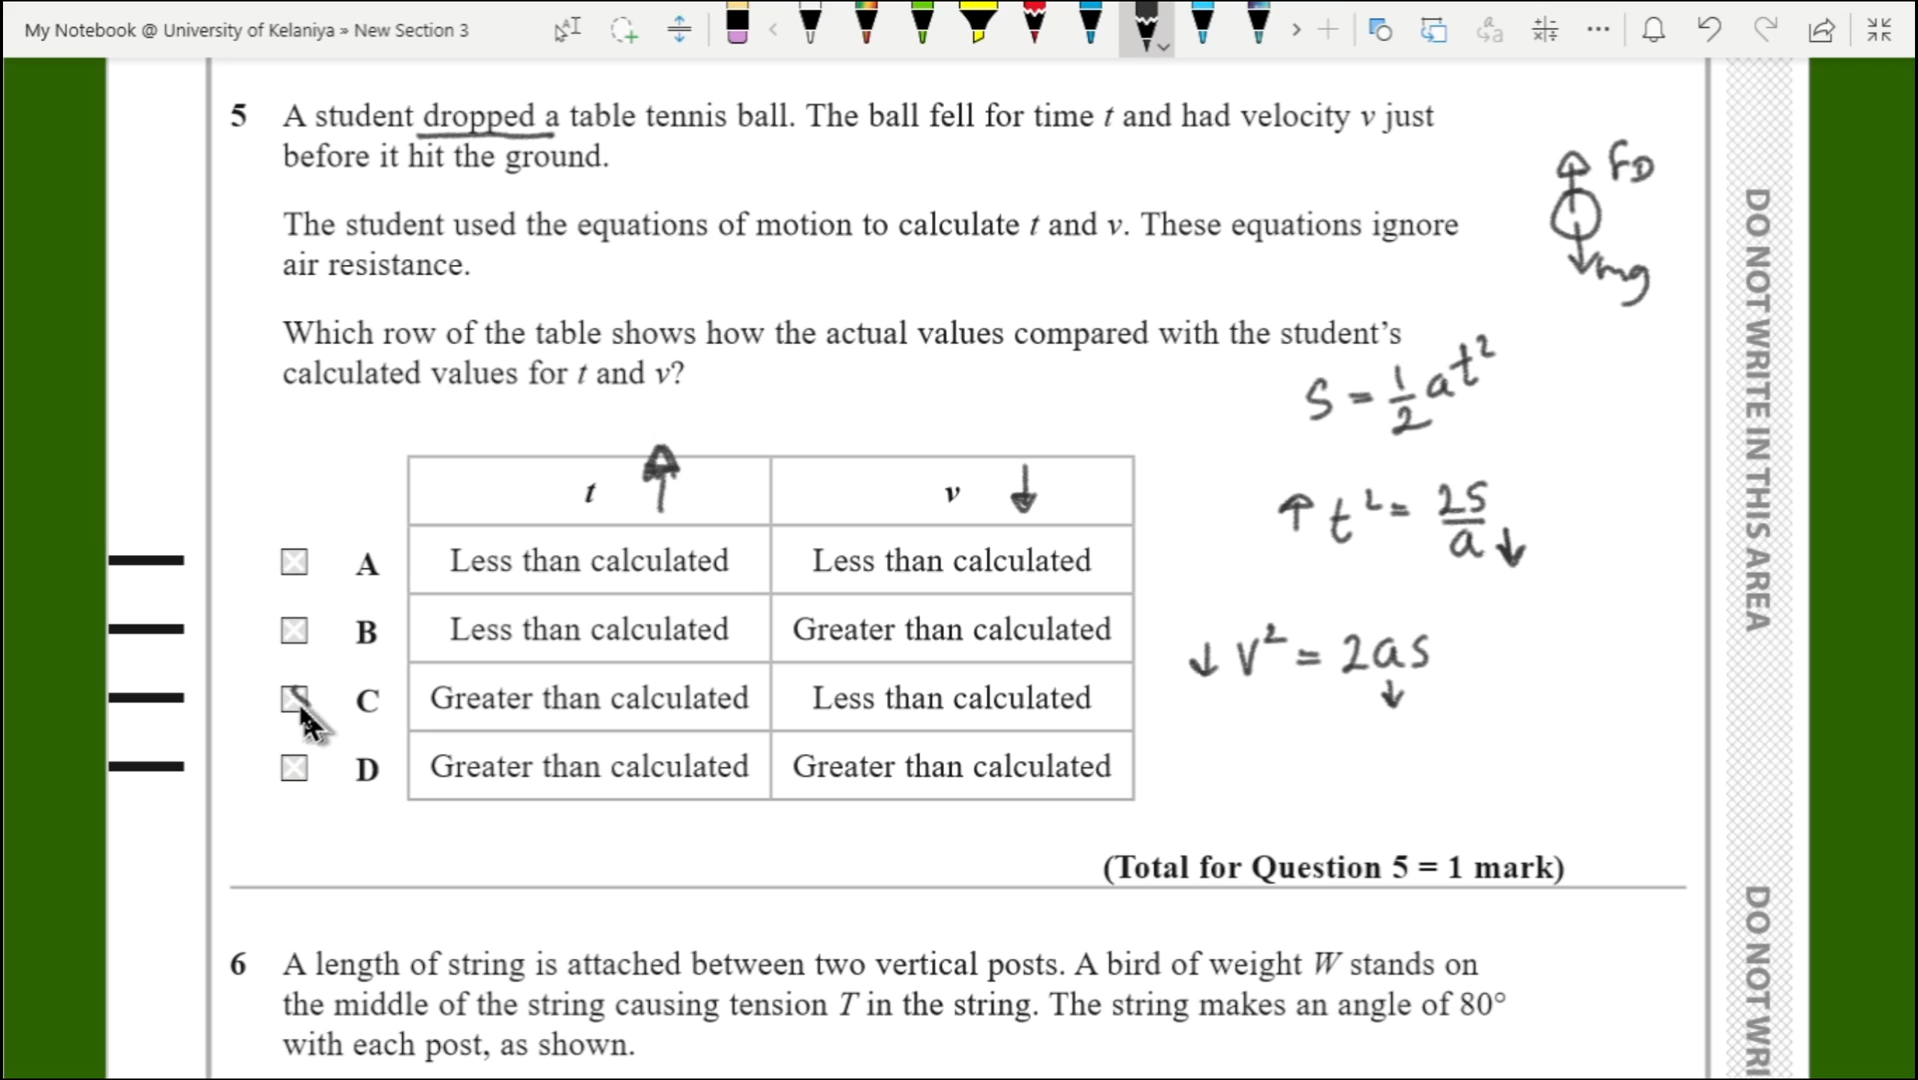 My Notebook @ University of Kelaniya » New Section 3
5 A student dropped a table tennis ball. The ball fell for time t and had velocity v just
before it hit the ground.
The student used the equations of motion to calculate t and v. These equations ignore
air resistance.
Which row of the table shows how the actual values compared with the student's
calculated values for t and v?
FD
mg
S = 1/2 at²
↑ t² = 2S/a ↓
↓ V² = 2as
↓
t ↑ v ↓
A Less than calculated Less than calculated
B Less than calculated Greater than calculated
C Greater than calculated Less than calculated
D Greater than calculated Greater than calculated
(Total for Question 5 = 1 mark)
6 A length of string is attached between two vertical posts. A bird of weight W stands on
the middle of the string causing tension T in the string. The string makes an angle of 80°
with each post, as shown.
DO NOT WRITE IN THIS AREA
DO NOT WRI